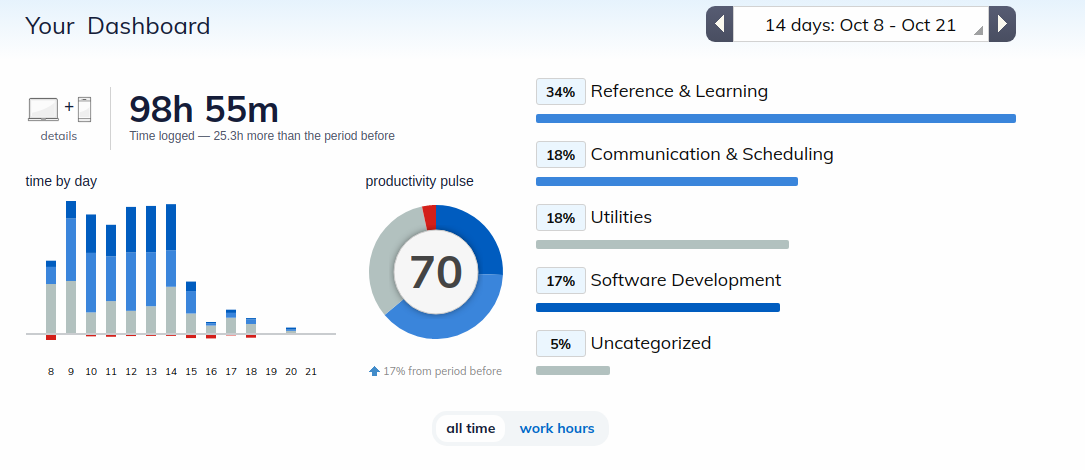 Your Dashboard
14 days: Oct 8 - Oct 21
+
details
98h 55m
Time logged — 25.3h more than the period before
time by day
8 9 10 11 12 13 14 15 16 17 18 19 20 21
productivity pulse
70
17% from period before
34% Reference & Learning
18% Communication & Scheduling
18% Utilities
17% Software Development
5% Uncategorized
all time work hours